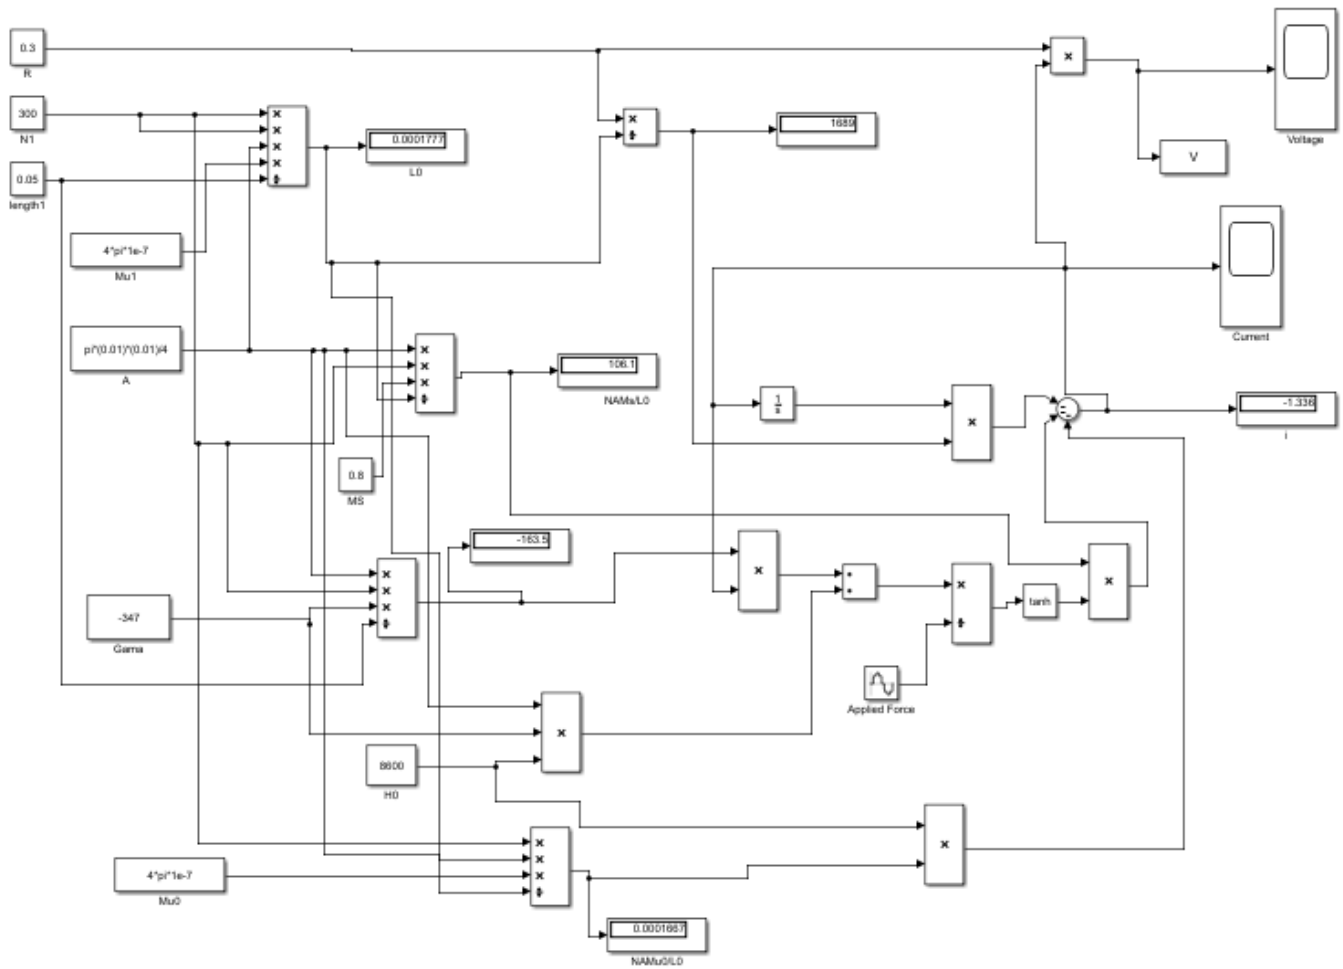 0.3
R
300
N1
0.05
length1
0.0001777
L0
1689
Voltage
V
4*pi*1e-7
Mu1
pi*(0.01)*(0.01)/4
A
106.1
NAMs/L0
Current
1
s
-1.336
i
0.8
MS
-163.5
-347
Gama
tanh
Applied Force
8600
H0
4*pi*1e-7
Mu0
0.0001667
NAMu0/L0